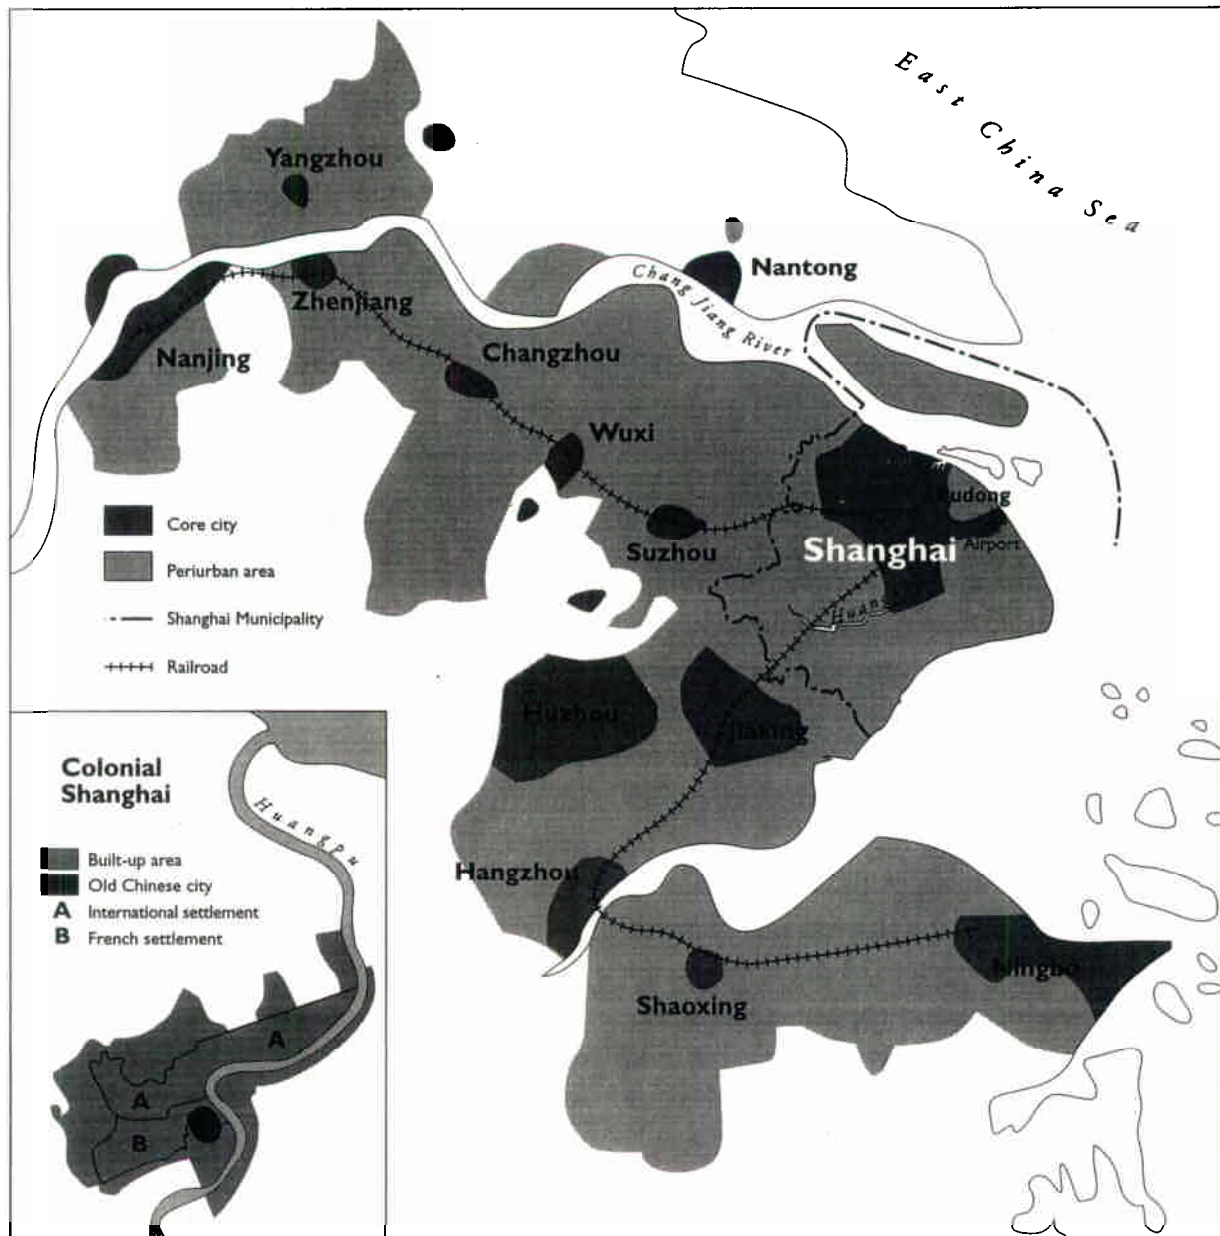 East China Sea
Yangzhou
Nantong
Chang Jiang River
Zhenjiang
Nanjing
Changzhou
Wuxi
Pudong
Suzhou
Shanghai
Airport
Huang
Core city
Periurban area
Shanghai Municipality
Railroad
Huzhou
Jiaxing
Hangzhou
Shaoxing
Ningbo
Colonial
Shanghai
Huangpu
Built-up area
Old Chinese city
A International settlement
B French settlement
A
A
B